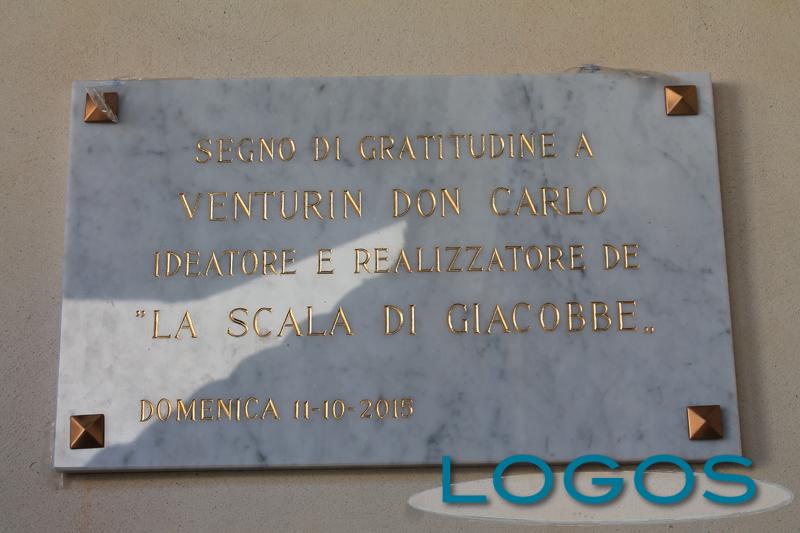 SEGNO DI GRATITUDINE A
VENTURIN DON CARLO
IDEATORE E REALIZZATORE DE
"LA SCALA DI GIACOBBE„
DOMENICA 11-10-2015
LOGOS